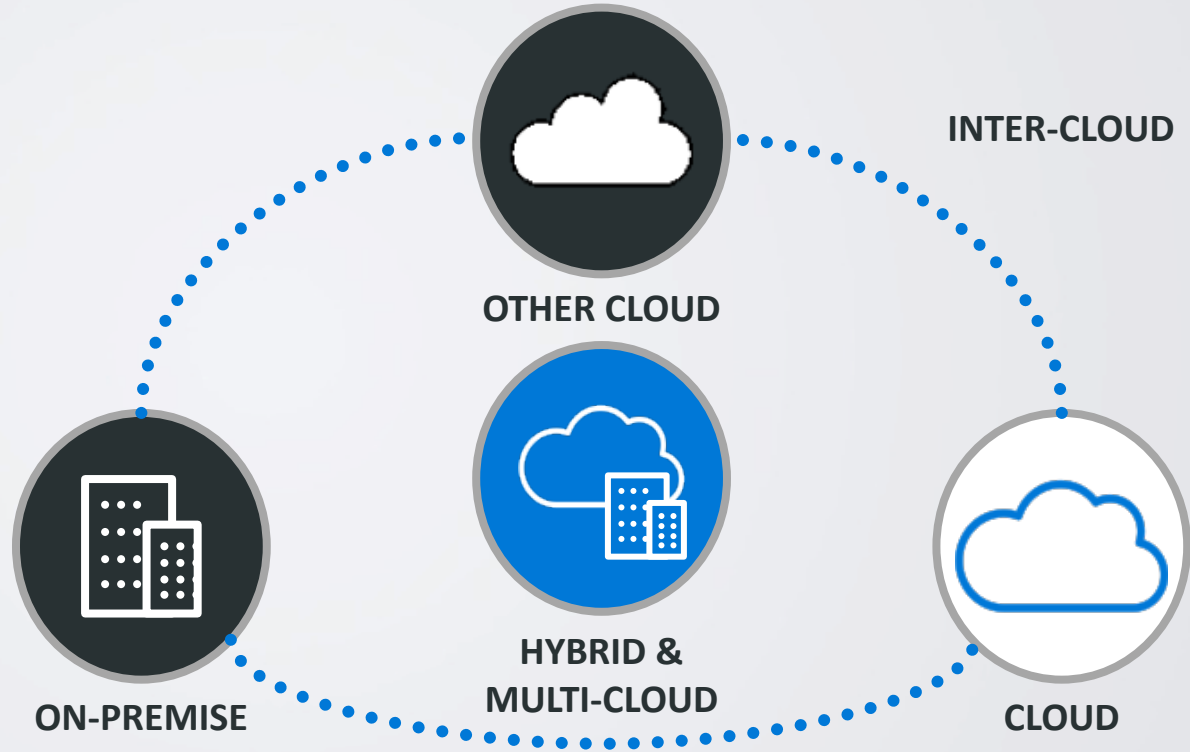 INTER-CLOUD
OTHER CLOUD
HYBRID &
MULTI-CLOUD
ON-PREMISE
CLOUD